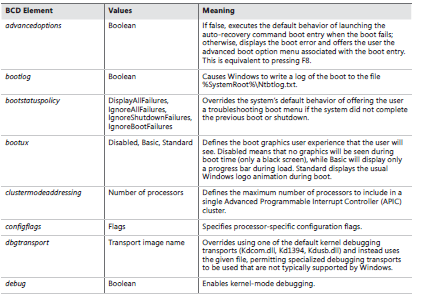 BCD Element Values Meaning
advancedoptions Boolean If false, executes the default behavior of launching the
auto-recovery command boot entry when the boot fails;
otherwise, displays the boot error and offers the user the
advanced boot option menu associated with the boot entry.
This is equivalent to pressing F8.
bootlog Boolean Causes Windows to write a log of the boot to the file
%SystemRoot%\Ntbtlog.txt.
bootstatuspolicy DisplayAllFailures, Overrides the system's default behavior of offering the user
IgnoreAllFailures, a troubleshooting boot menu if the system did not complete
IgnoreShutdownFailures, the previous boot or shutdown.
IgnoreBootFailures
bootux Disabled, Basic, Standard Defines the boot graphics user experience that the user will
see. Disabled means that no graphics will be seen during
boot time (only a black screen), while Basic will display only
a progress bar during load. Standard displays the usual
Windows logo animation during boot.
clustermodeaddressing Number of processors Defines the maximum number of processors to include in a
single Advanced Programmable Interrupt Controller (APIC)
cluster.
configflags Flags Specifies processor-specific configuration flags.
dbgtransport Transport image name Overrides using one of the default kernel debugging
transports (Kdcom.dll, Kd1394, Kdusb.dll) and instead uses
the given file, permitting specialized debugging transports
to be used that are not typically supported by Windows.
debug Boolean Enables kernel-mode debugging.